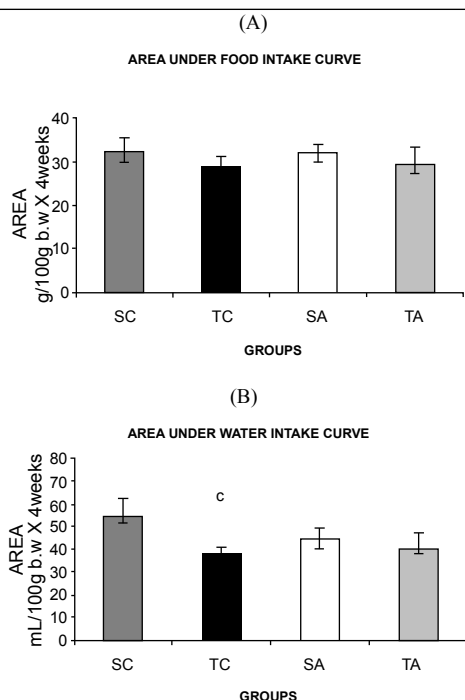 (A)
AREA UNDER FOOD INTAKE CURVE
40
30
20
10
0
AREA
g/100g b.w X 4weeks
SC TC SA TA
GROUPS
(B)
AREA UNDER WATER INTAKE CURVE
80
70
60
50
40
30
20
10
0
AREA
mL/100g b.w X 4weeks
c
SC TC SA TA
GROUPS